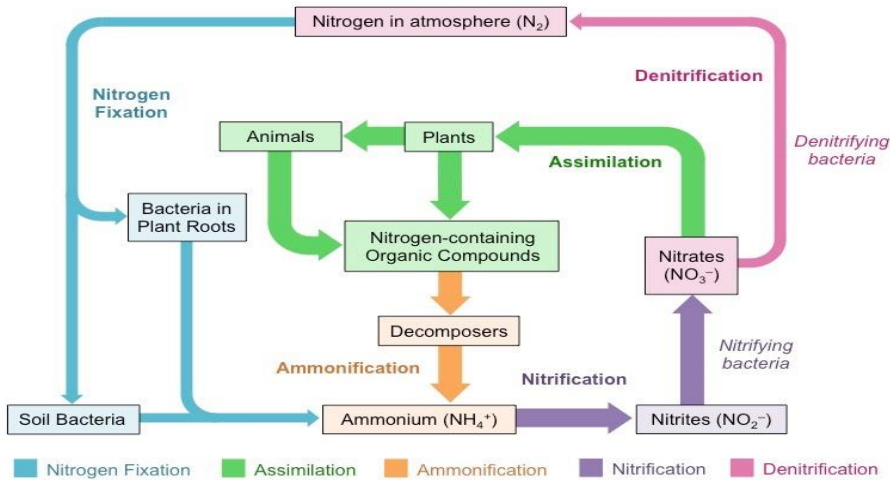 Nitrogen in atmosphere (N₂)
Nitrogen
Fixation
Denitrification
Animals
Plants
Assimilation
Denitrifying
bacteria
Bacteria in
Plant Roots
Nitrogen-containing
Organic Compounds
Nitrates
(NO₃⁻)
Decomposers
Nitrifying
bacteria
Ammonification
Nitrification
Soil Bacteria
Ammonium (NH₄⁺)
Nitrites (NO₂⁻)
Nitrogen Fixation
Assimilation
Ammonification
Nitrification
Denitrification